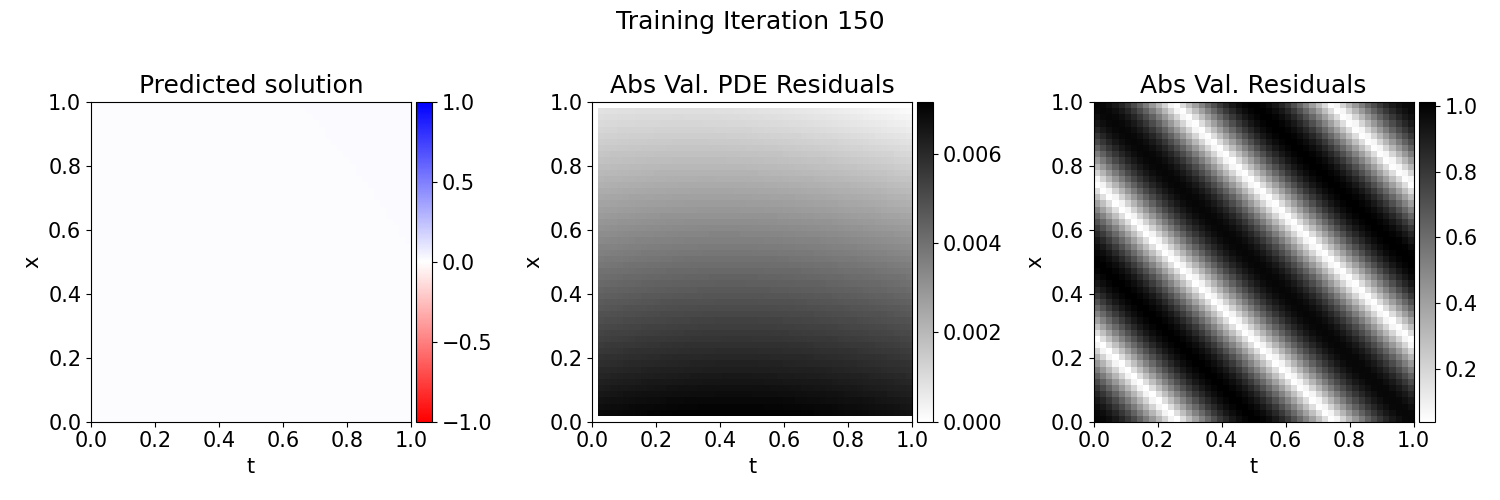 Training Iteration 150
Predicted solution
1.0
0.8
0.6
0.4
0.2
0.0
x
0.0 0.2 0.4 0.6 0.8 1.0
t
1.0
0.5
0.0
−0.5
−1.0
Abs Val. PDE Residuals
1.0
0.8
0.6
0.4
0.2
0.0
x
0.0 0.2 0.4 0.6 0.8 1.0
t
0.006
0.004
0.002
0.000
Abs Val. Residuals
1.0
0.8
0.6
0.4
0.2
0.0
x
0.0 0.2 0.4 0.6 0.8 1.0
t
1.0
0.8
0.6
0.4
0.2